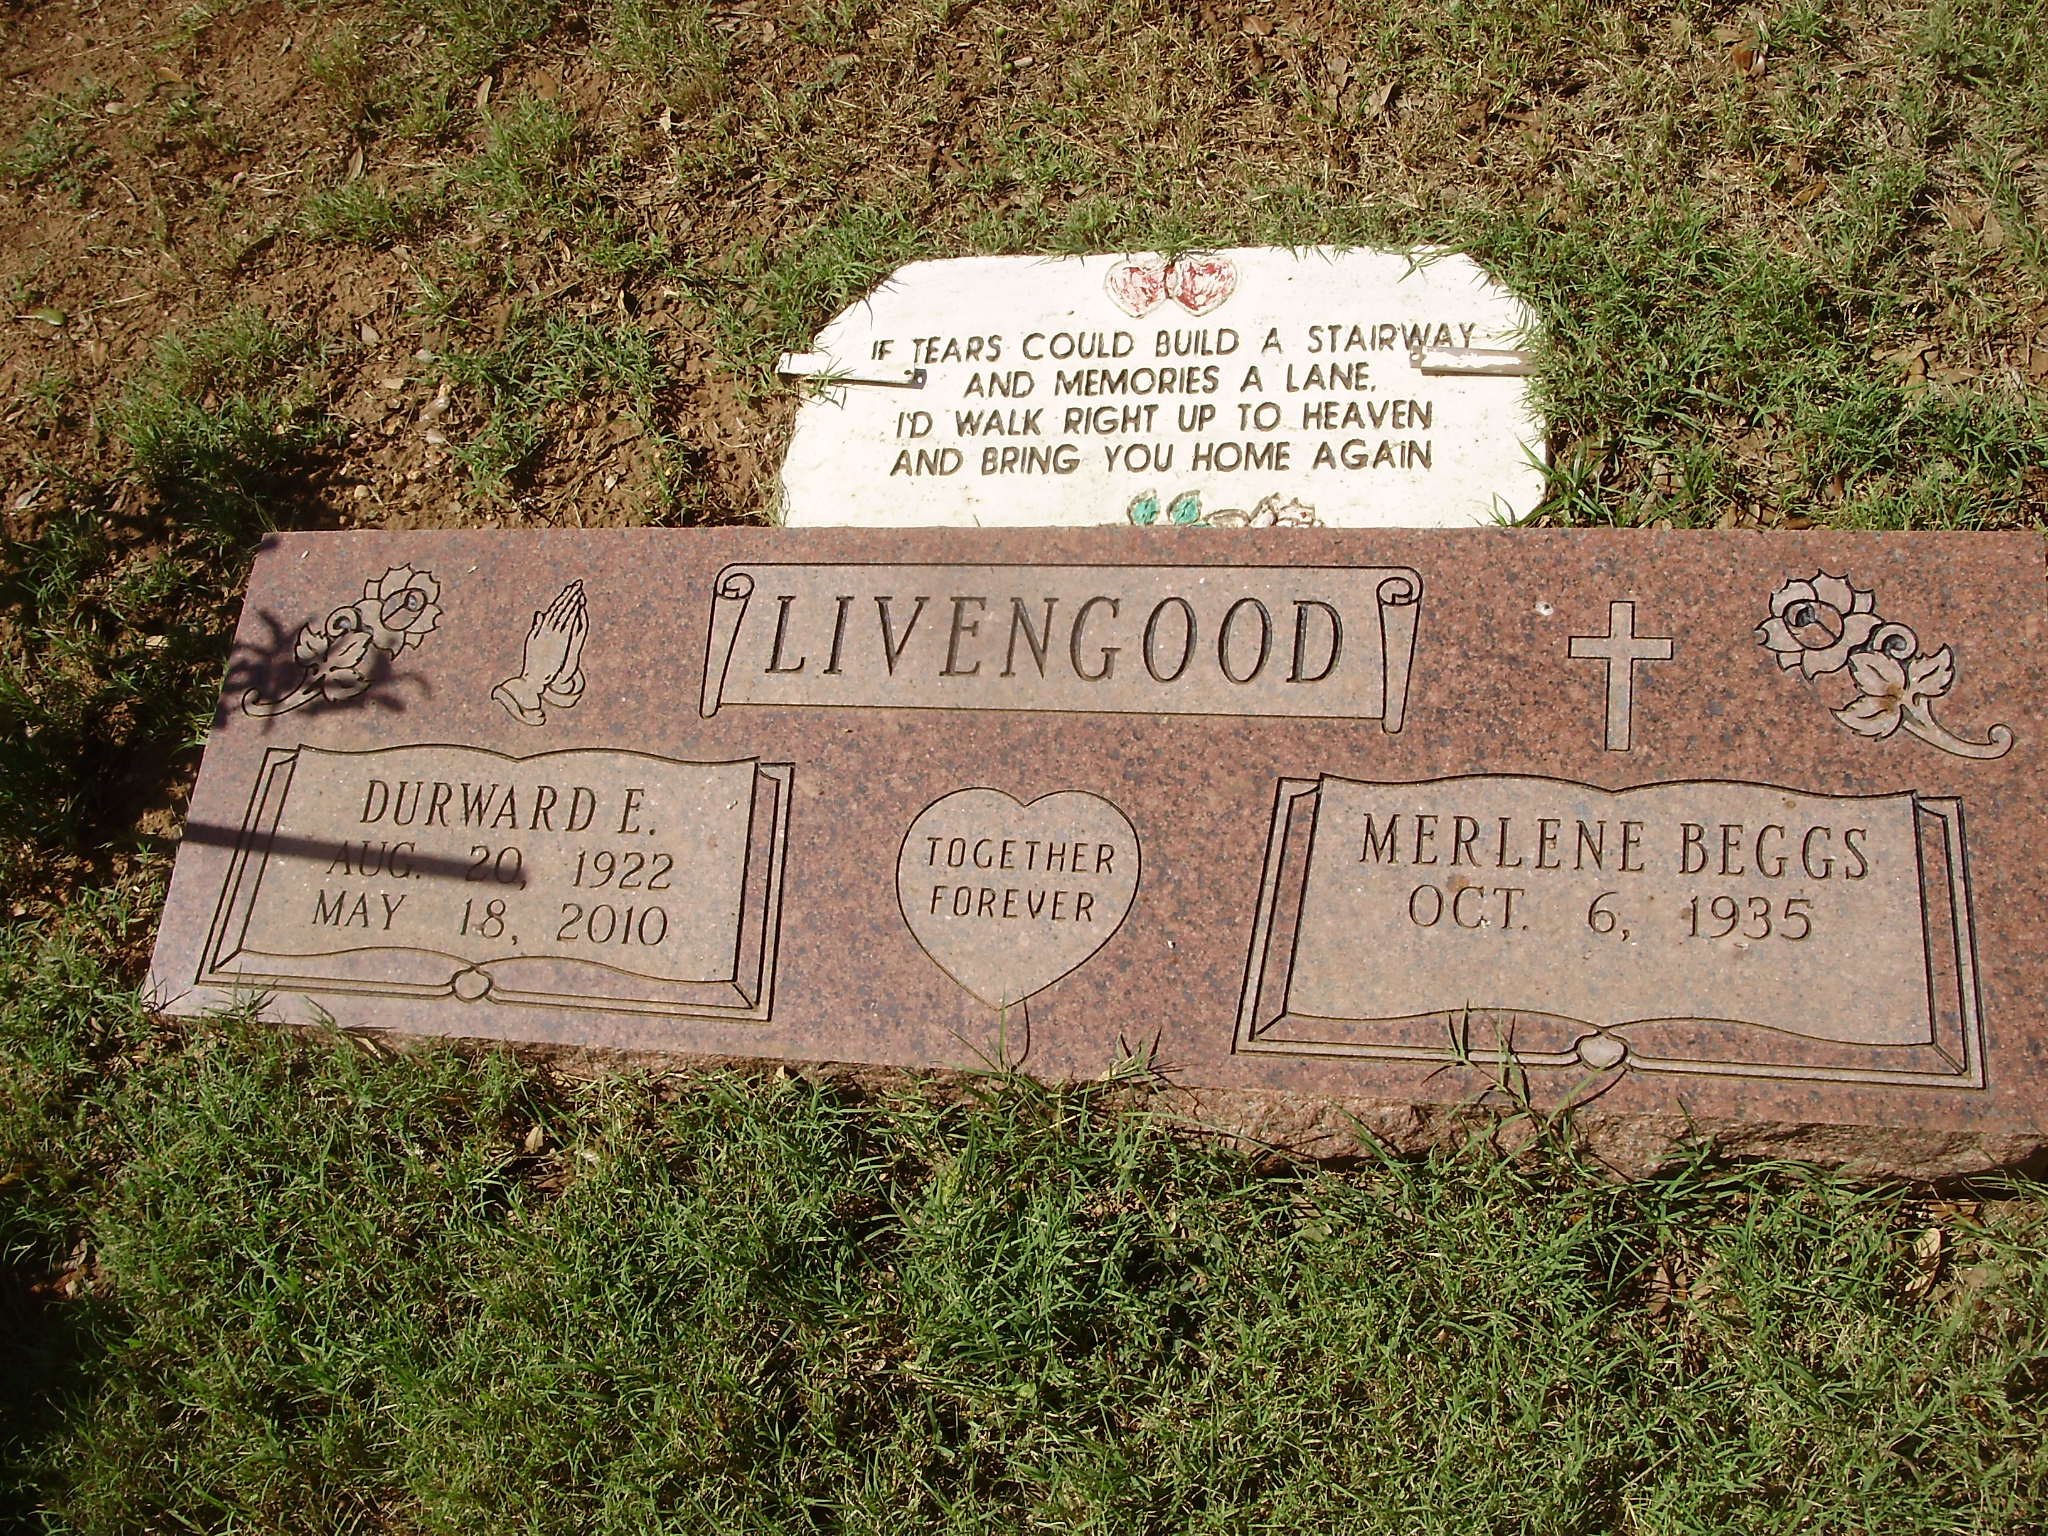 IF TEARS COULD BUILD A STAIRWAY
AND MEMORIES A LANE,
I'D WALK RIGHT UP TO HEAVEN
AND BRING YOU HOME AGAIN
LIVENGOOD
DURWARD E.
AUG. 20, 1922
MAY 18, 2010
TOGETHER
FOREVER
MERLENE BEGGS
OCT. 6, 1935